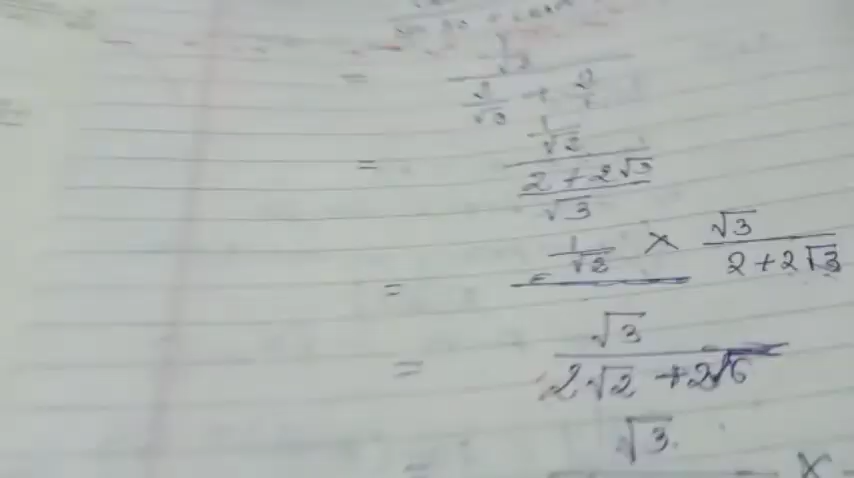 = 1/√2 / (2/√3 + 2/1)
= 1/√2 / ((2 + 2√3)/√3)
= 1/√2 × √3/(2 + 2√3)
= √3/(2√2 + 2√6)
= √3 ×